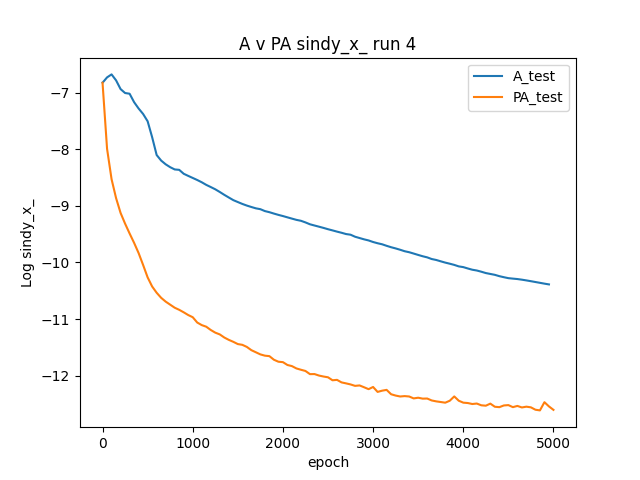 A v PA sindy_x_ run 4
A_test
PA_test
Log sindy_x_
−7
−8
−9
−10
−11
−12
0
1000
2000
3000
4000
5000
epoch